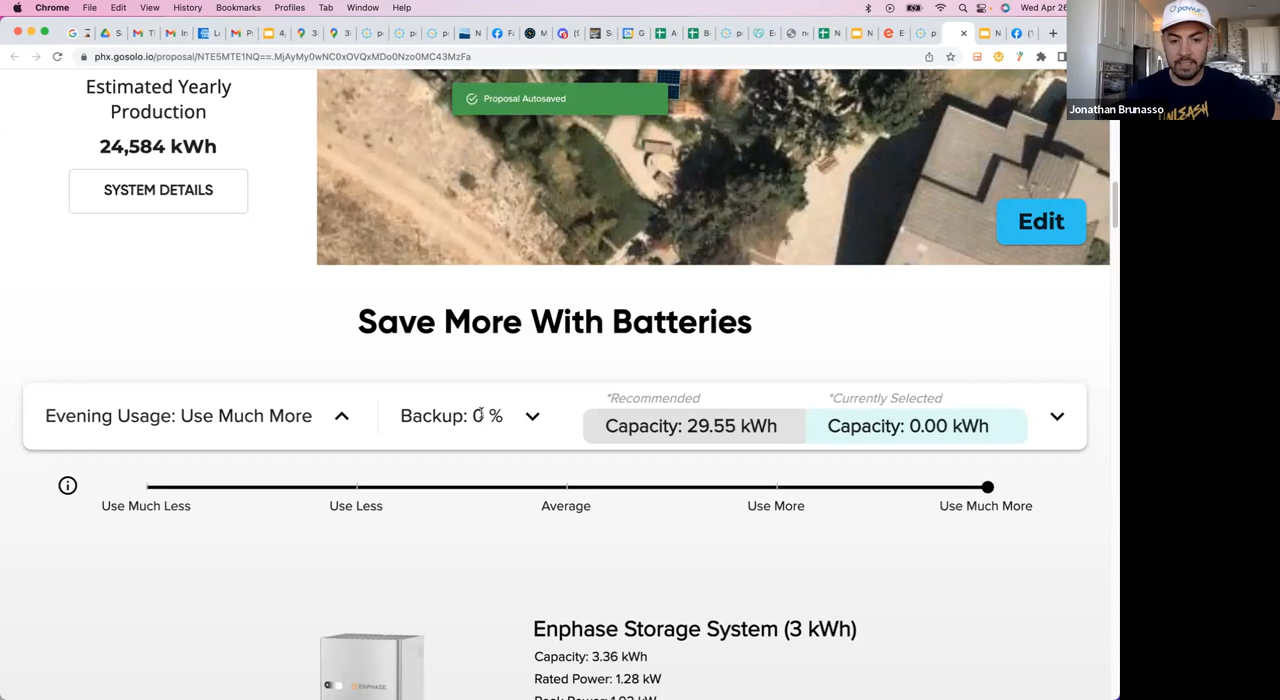 Chrome File Edit View History Bookmarks Profiles Tab Window Help
Wed Apr 26
phx.gosolo.io/proposal/NTE5MTE1NQ==.MjAyMy0wNC0xOVQxMDo0Nzo0MC43MzFa
Jonathan Brunasso
UNLEASH
Estimated Yearly
Production
24,584 kWh
SYSTEM DETAILS
Proposal Autosaved
Edit
Save More With Batteries
Evening Usage: Use Much More
Backup: 0 %
*Recommended
Capacity: 29.55 kWh
*Currently Selected
Capacity: 0.00 kWh
Use Much Less
Use Less
Average
Use More
Use Much More
Enphase Storage System (3 kWh)
Capacity: 3.36 kWh
Rated Power: 1.28 kW
ENPHASE